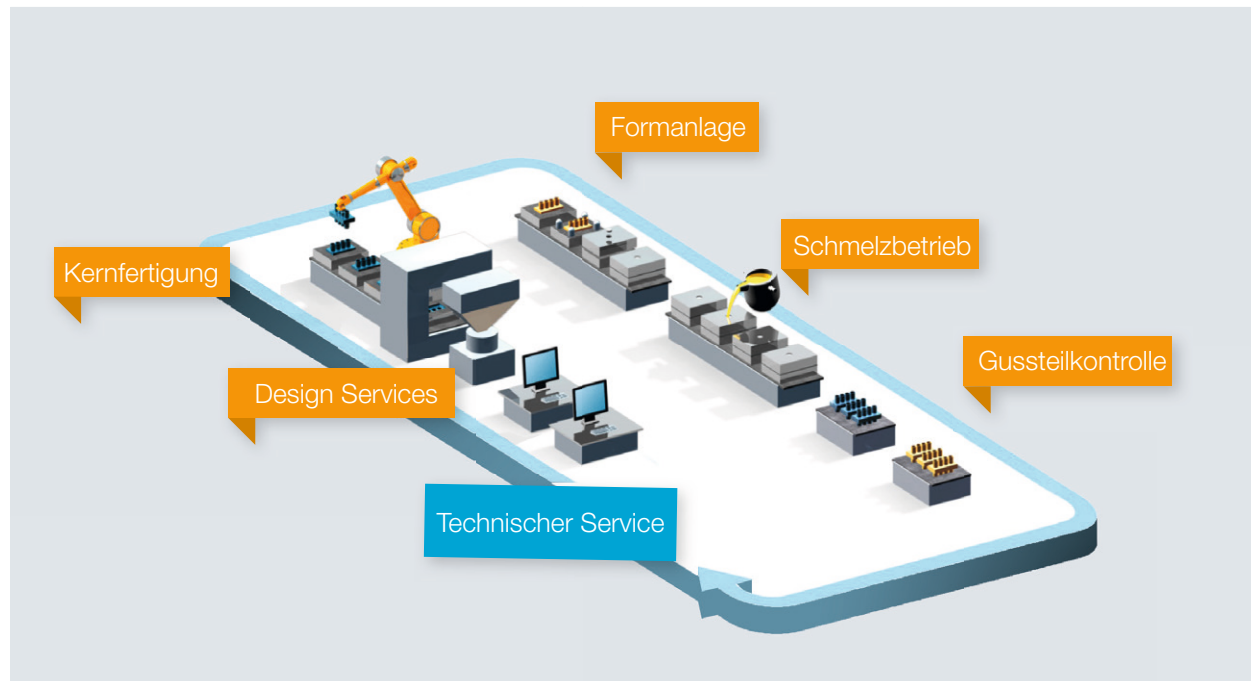 Formanlage
Schmelzbetrieb
Kernfertigung
Gussteilkontrolle
Design Services
Technischer Service